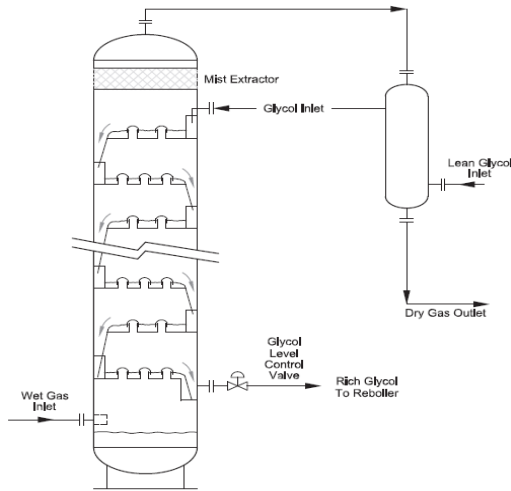 Mist Extractor
Glycol Inlet
Lean Glycol
Inlet
Dry Gas Outlet
Glycol
Level
Control
Valve
Rich Glycol
To Reboiler
Wet Gas
Inlet